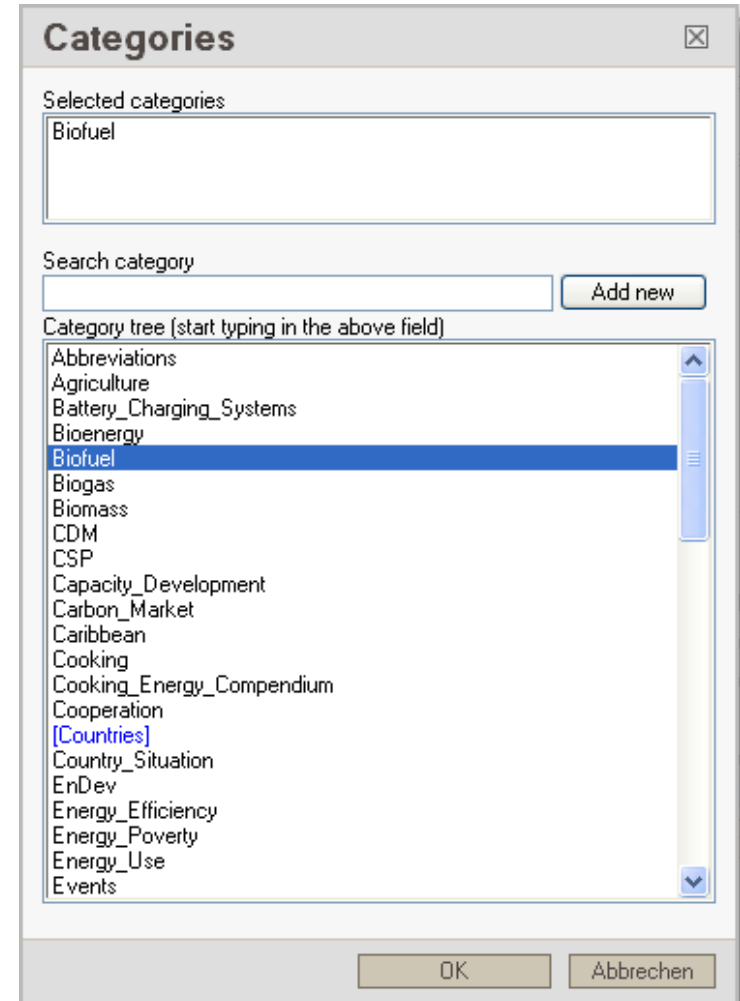 Categories
Selected categories
Biofuel
Search category
Add new
Category tree (start typing in the above field)
Abbreviations
Agriculture
Battery_Charging_Systems
Bioenergy
Biofuel
Biogas
Biomass
CDM
CSP
Capacity_Development
Carbon_Market
Caribbean
Cooking
Cooking_Energy_Compendium
Cooperation
[Countries]
Country_Situation
EnDev
Energy_Efficiency
Energy_Poverty
Energy_Use
Events
OK Abbrechen